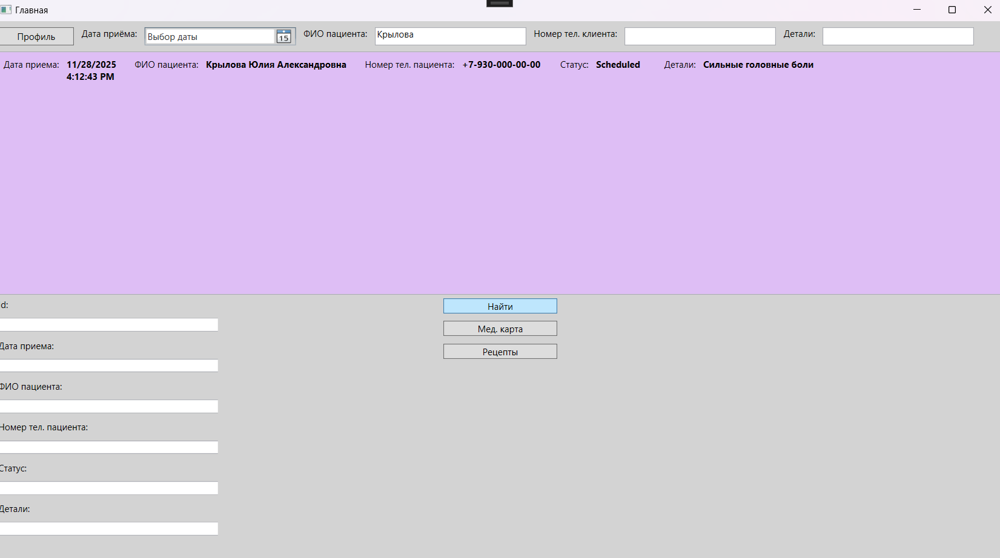 Главная
Профиль
Дата приёма:
Выбор даты
15
ФИО пациента:
Крылова
Номер тел. клиента:
Детали:
Дата приема: 11/28/2025 4:12:43 PM
ФИО пациента: Крылова Юлия Александровна
Номер тел. пациента: +7-930-000-00-00
Статус: Scheduled
Детали: Сильные головные боли
d:
Дата приема:
ФИО пациента:
Номер тел. пациента:
Статус:
Детали:
Найти
Мед. карта
Рецепты